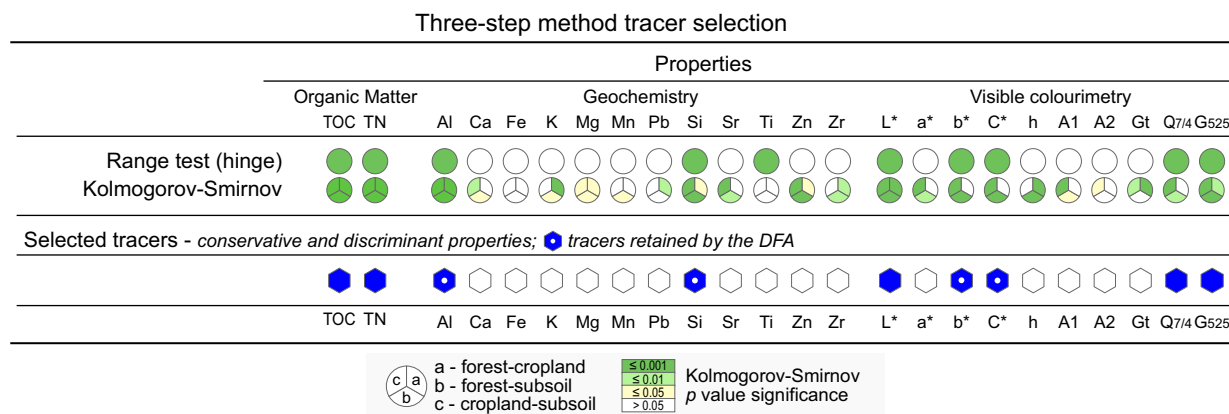 Three-step method tracer selection
Properties
Organic Matter Geochemistry Visible colourimetry
TOC TN Al Ca Fe K Mg Mn Pb Si Sr Ti Zn Zr L* a* b* C* h A1 A2 Gt Q7/4 G525
Range test (hinge)
Kolmogorov-Smirnov
Selected tracers - conservative and discriminant properties; tracers retained by the DFA
TOC TN Al Ca Fe K Mg Mn Pb Si Sr Ti Zn Zr L* a* b* C* h A1 A2 Gt Q7/4 G525
c a b
a - forest-cropland
b - forest-subsoil
c - cropland-subsoil
≤ 0.001
≤ 0.01
≤ 0.05
> 0.05
Kolmogorov-Smirnov
p value significance